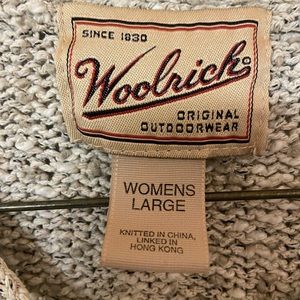 SINCE 1830
Woolrich®
ORIGINAL
OUTDOORWEAR
WOMENS
LARGE
KNITTED IN CHINA,
LINKED IN
HONG KONG